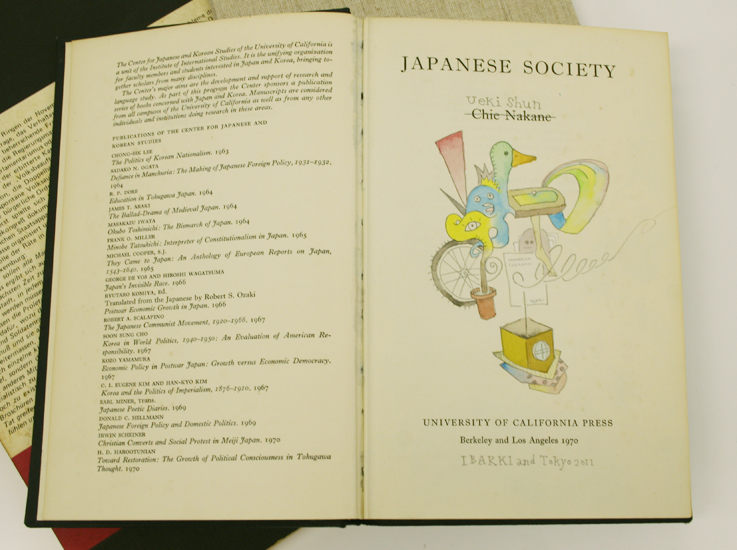 The Center for Japanese and Korean Studies of the University of California is
a unit of the Institute of International Studies. It is the unifying organization
for faculty members and students interested in Japan and Korea, bringing to-
gether scholars from many disciplines.
The Center's major aims are the development and support of research and
language study. As part of this program the Center sponsors a publication
series of books concerned with Japan and Korea. Manuscripts are considered
from all campuses of the University of California as well as from any other
individuals and institutions doing research in these areas.
PUBLICATIONS OF THE CENTER FOR JAPANESE AND
KOREAN STUDIES
CHONG-SIK LEE
The Politics of Korean Nationalism. 1963
SADAKO N. OGATA
Defiance in Manchuria: The Making of Japanese Foreign Policy, 1931-1932,
1964
R. P. DORE
Education in Tokugawa Japan. 1964
JAMES T. ARAKI
The Ballad-Drama of Medieval Japan. 1964
MASAKAZU IWATA
Okubo Toshimichi: The Bismarck of Japan. 1964
FRANK O. MILLER
Minobe Tatsukichi: Interpreter of Constitutionalism in Japan. 1965
MICHAEL COOPER, S.J.
They Came to Japan: An Anthology of European Reports on Japan,
1543-1640. 1965
GEORGE DE VOS AND HIROSHI WAGATSUMA
Japan's Invisible Race. 1966
RYUTARO KOMIYA, Ed.
Translated from the Japanese by Robert S. Ozaki
Postwar Economic Growth in Japan. 1966
ROBERT A. SCALAPINO
The Japanese Communist Movement, 1920-1966, 1967
SOON SUNG CHO
Korea in World Politics, 1940-1950: An Evaluation of American Re-
sponsibility. 1967
KOZO YAMAMURA
Economic Policy in Postwar Japan: Growth versus Economic Democracy.
1967
C. I. EUGENE KIM AND HAN-KYO KIM
Korea and the Politics of Imperialism, 1876-1910, 1967
EARL MINER, Trans.
Japanese Poetic Diaries. 1969
DONALD C. HELLMANN
Japanese Foreign Policy and Domestic Politics. 1969
IRWIN SCHEINER
Christian Converts and Social Protest in Meiji Japan. 1970
H. D. HAROOTUNIAN
Toward Restoration: The Growth of Political Consciousness in Tokugawa
Thought. 1970
JAPANESE SOCIETY
Ueki Shun
Chie Nakane
UNIVERSITY OF CALIFORNIA PRESS
Berkeley and Los Angeles 1970
IBARKI and Tokyo 2011